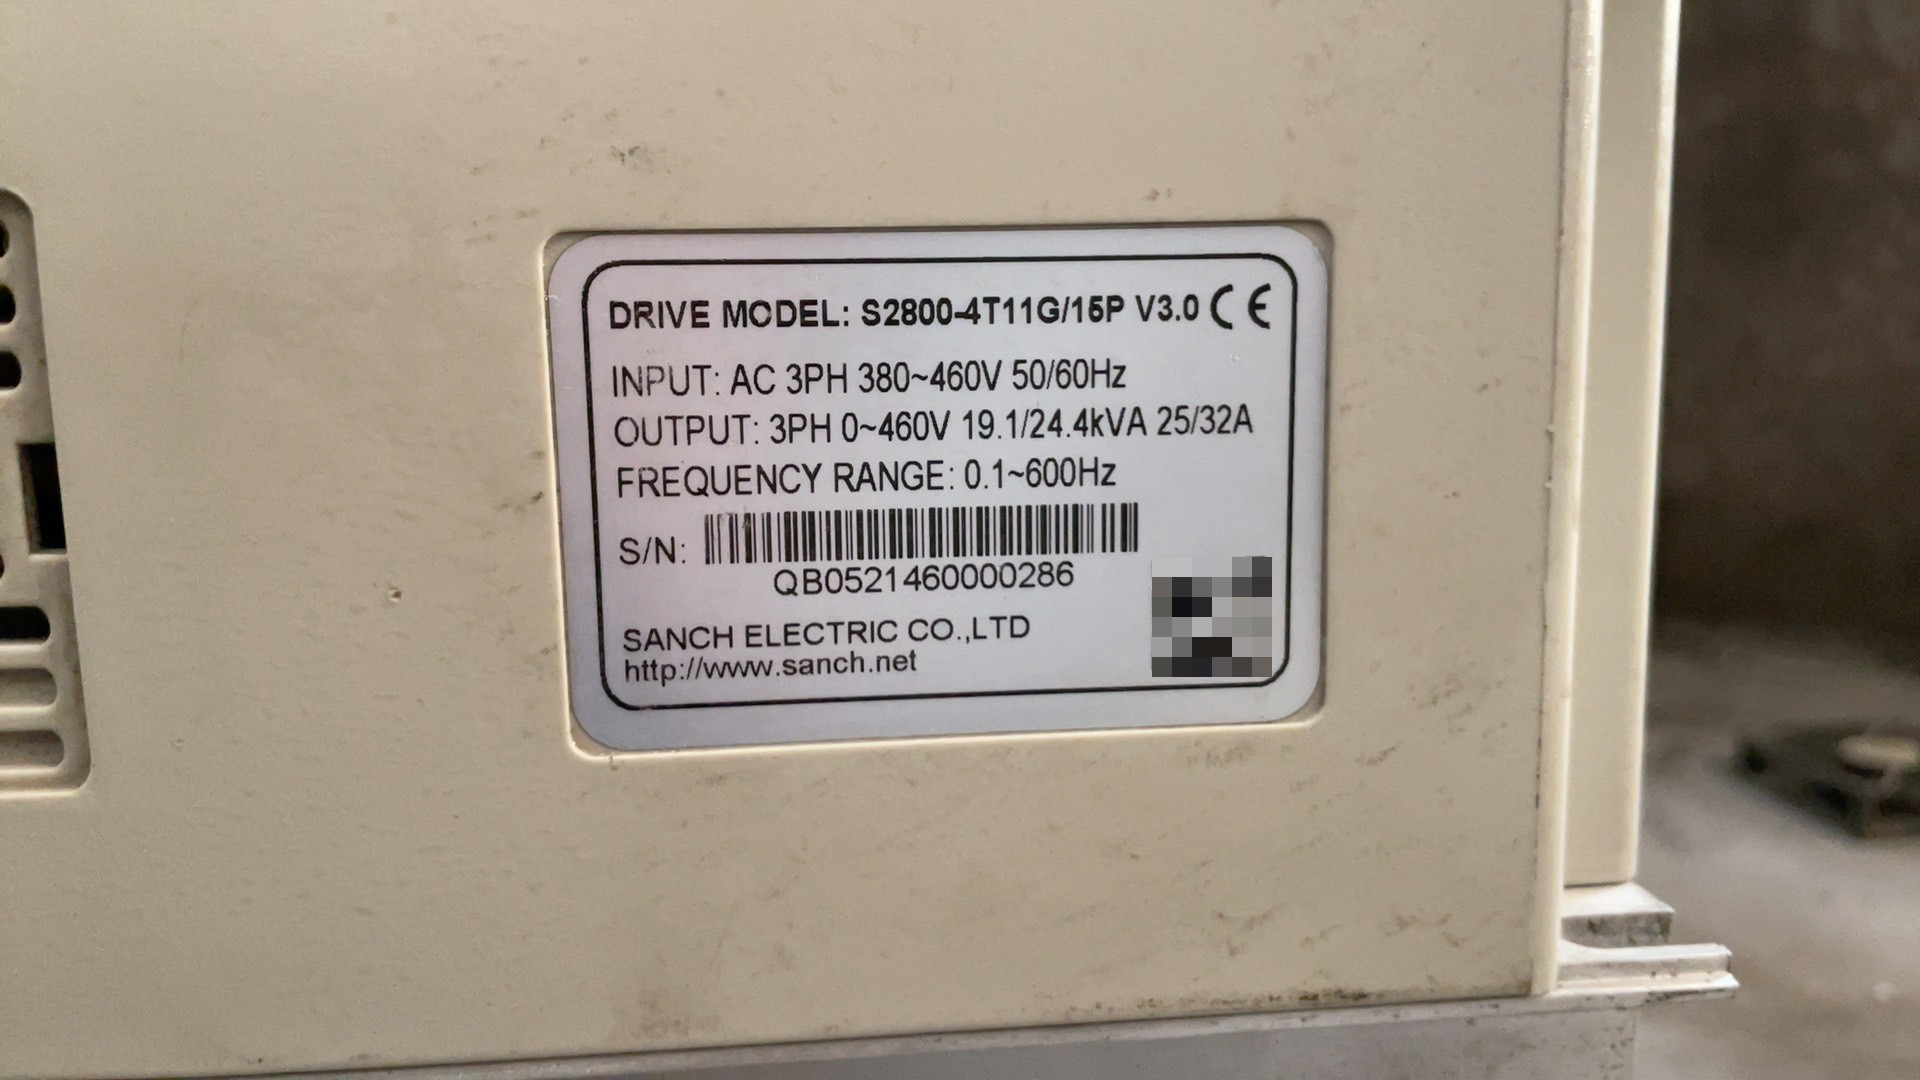 DRIVE MODEL: S2800-4T11G/15P V3.0 CE
INPUT: AC 3PH 380~460V 50/60Hz
OUTPUT: 3PH 0~460V 19.1/24.4kVA 25/32A
FREQUENCY RANGE: 0.1~600Hz
S/N:
QB0521460000286
SANCH ELECTRIC CO.,LTD
http://www.sanch.net